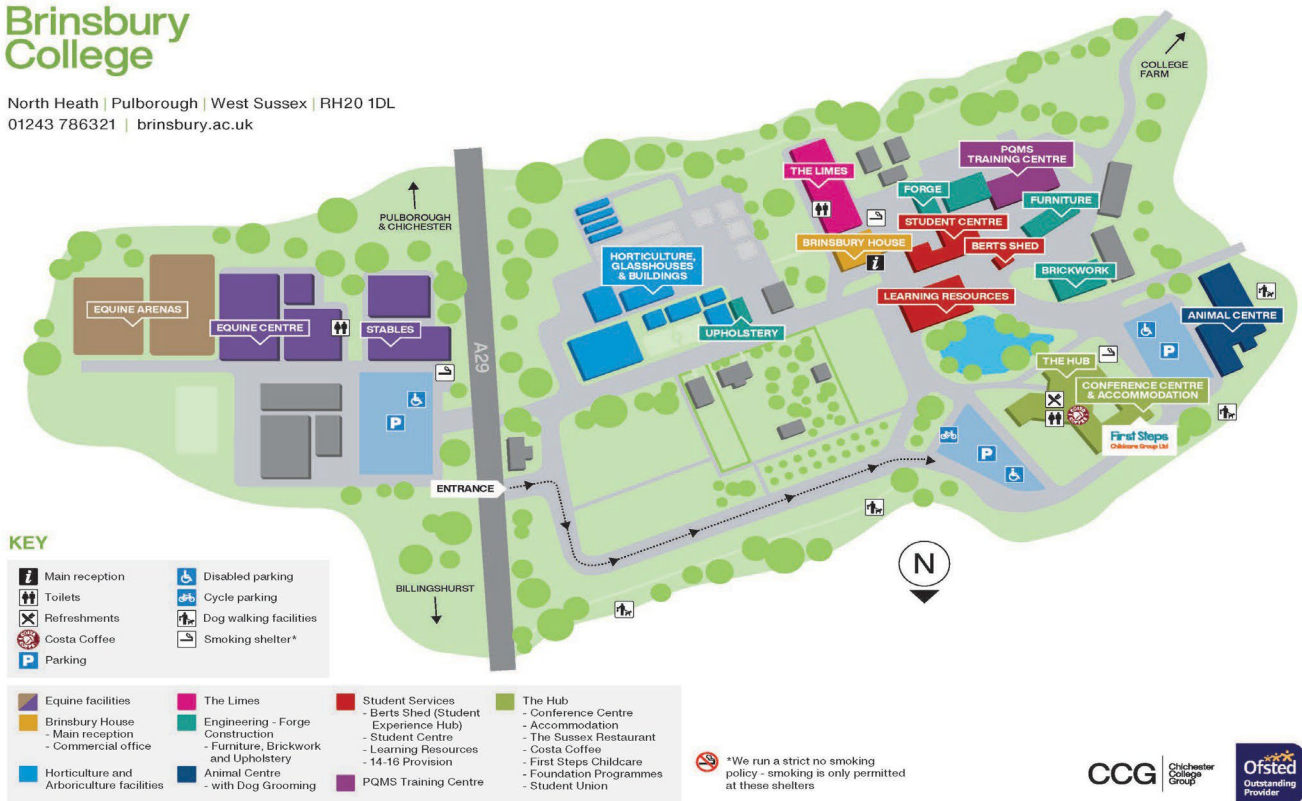 Brinsbury
College
North Heath | Pulborough | West Sussex | RH20 1DL
01243 786321 | brinsbury.ac.uk
COLLEGE
FARM
PULBOROUGH
& CHICHESTER
THE LIMES
PQMS
TRAINING CENTRE
FORGE
FURNITURE
STUDENT CENTRE
BRINSBURY HOUSE
i
BERTS SHED
HORTICULTURE,
GLASSHOUSES
& BUILDINGS
BRICKWORK
LEARNING RESOURCES
EQUINE ARENAS
EQUINE CENTRE
STABLES
UPHOLSTERY
ANIMAL CENTRE
A29
P
THE HUB
CONFERENCE CENTRE
& ACCOMMODATION
P
First Steps
Childcare Group Ltd
P
ENTRANCE
N
BILLINGSHURST
KEY
i Main reception
Toilets
Refreshments
Costa Coffee
P Parking
Disabled parking
Cycle parking
Dog walking facilities
Smoking shelter*
Equine facilities
Brinsbury House
- Main reception
- Commercial office
Horticulture and
Arboriculture facilities
The Limes
Engineering - Forge
Construction
- Furniture, Brickwork
and Upholstery
Animal Centre
- with Dog Grooming
Student Services
- Berts Shed (Student
Experience Hub)
- Student Centre
- Learning Resources
- 14-16 Provision
PQMS Training Centre
The Hub
- Conference Centre
- Accommodation
- The Sussex Restaurant
- Costa Coffee
- First Steps Childcare
- Foundation Programmes
- Student Union
*We run a strict no smoking
policy - smoking is only permitted
at these shelters
CCG | Chichester
College
Group
Ofsted
Outstanding
Provider